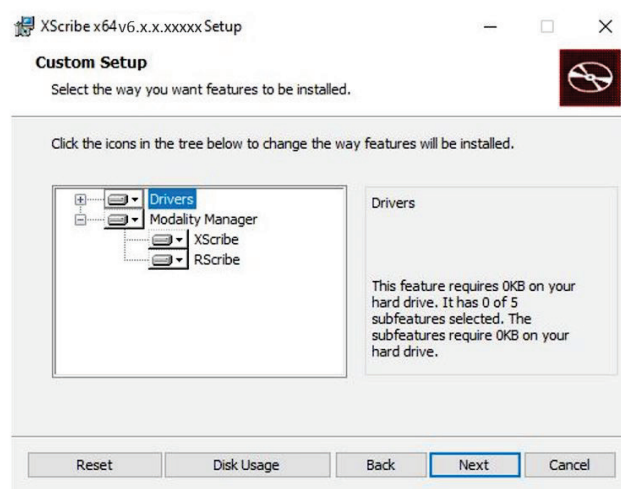 XScribe x64 v6.x.x.xxxxx Setup
Custom Setup
Select the way you want features to be installed.
Click the icons in the tree below to change the way features will be installed.
Drivers
Modality Manager
XScribe
RScribe
Drivers
This feature requires 0KB on your
hard drive. It has 0 of 5
subfeatures selected. The
subfeatures require 0KB on your
hard drive.
Reset
Disk Usage
Back
Next
Cancel